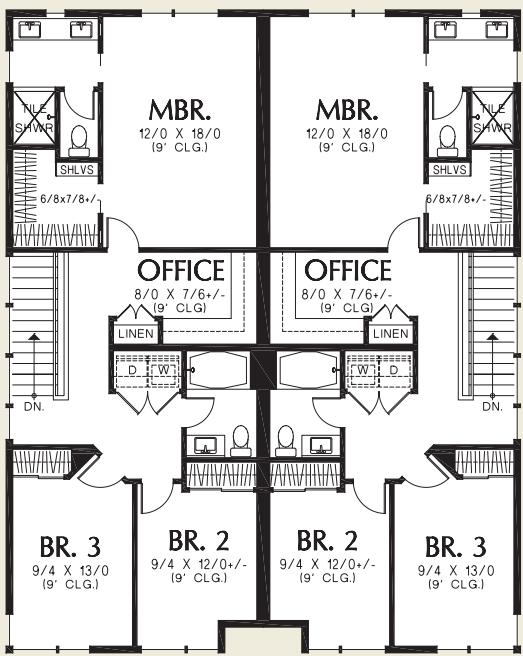 MBR.
12/0 X 18/0
(9' CLG.)
MBR.
12/0 X 18/0
(9' CLG.)
TILE
SHWR
TILE
SHWR
SHLVS
SHLVS
6/8x7/8+/-
6/8x7/8+/-
OFFICE
8/0 X 7/6+/-
(9' CLG)
OFFICE
8/0 X 7/6+/-
(9' CLG)
LINEN
LINEN
D
W
W
D
DN.
DN.
BR. 3
9/4 X 13/0
(9' CLG.)
BR. 2
9/4 X 12/0+/-
(9' CLG.)
BR. 2
9/4 X 12/0+/-
(9' CLG.)
BR. 3
9/4 X 13/0
(9' CLG.)